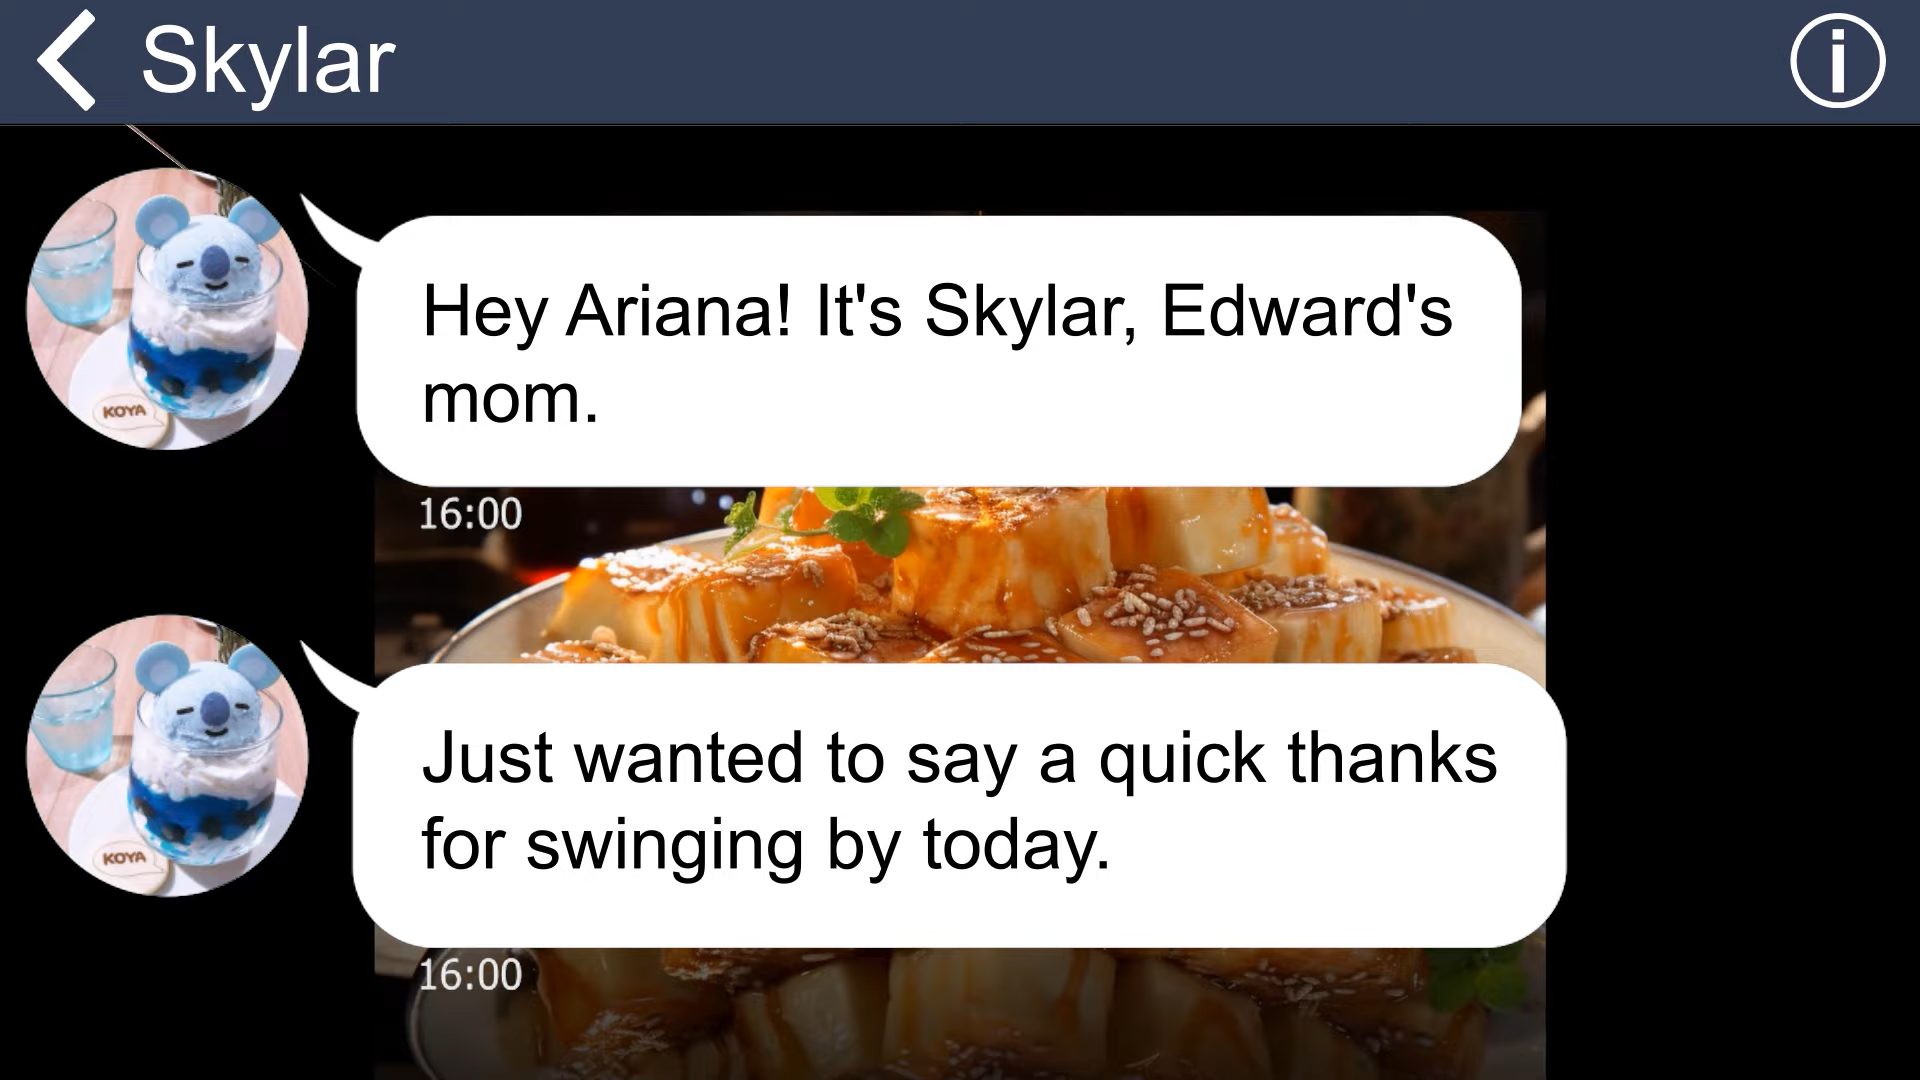 Skylar
Hey Ariana! It's Skylar, Edward's
mom.
KOYA
16:00
Just wanted to say a quick thanks
for swinging by today.
KOYA
16:00